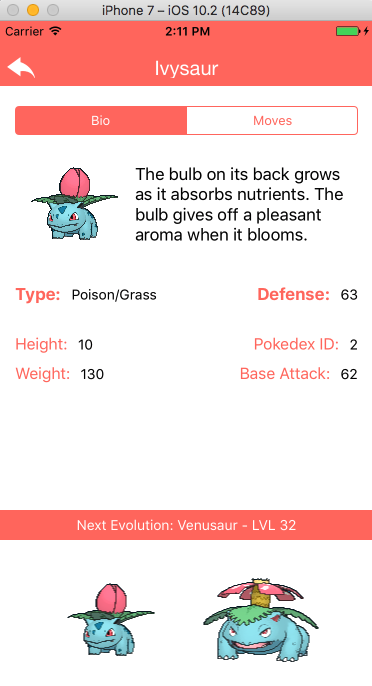 iPhone 7 – iOS 10.2 (14C89)
Carrier 2:11 PM
Ivysaur
Bio Moves
The bulb on its back grows
as it absorbs nutrients. The
bulb gives off a pleasant
aroma when it blooms.
Type: Poison/Grass Defense: 63
Height: 10 Pokedex ID: 2
Weight: 130 Base Attack: 62
Next Evolution: Venusaur - LVL 32